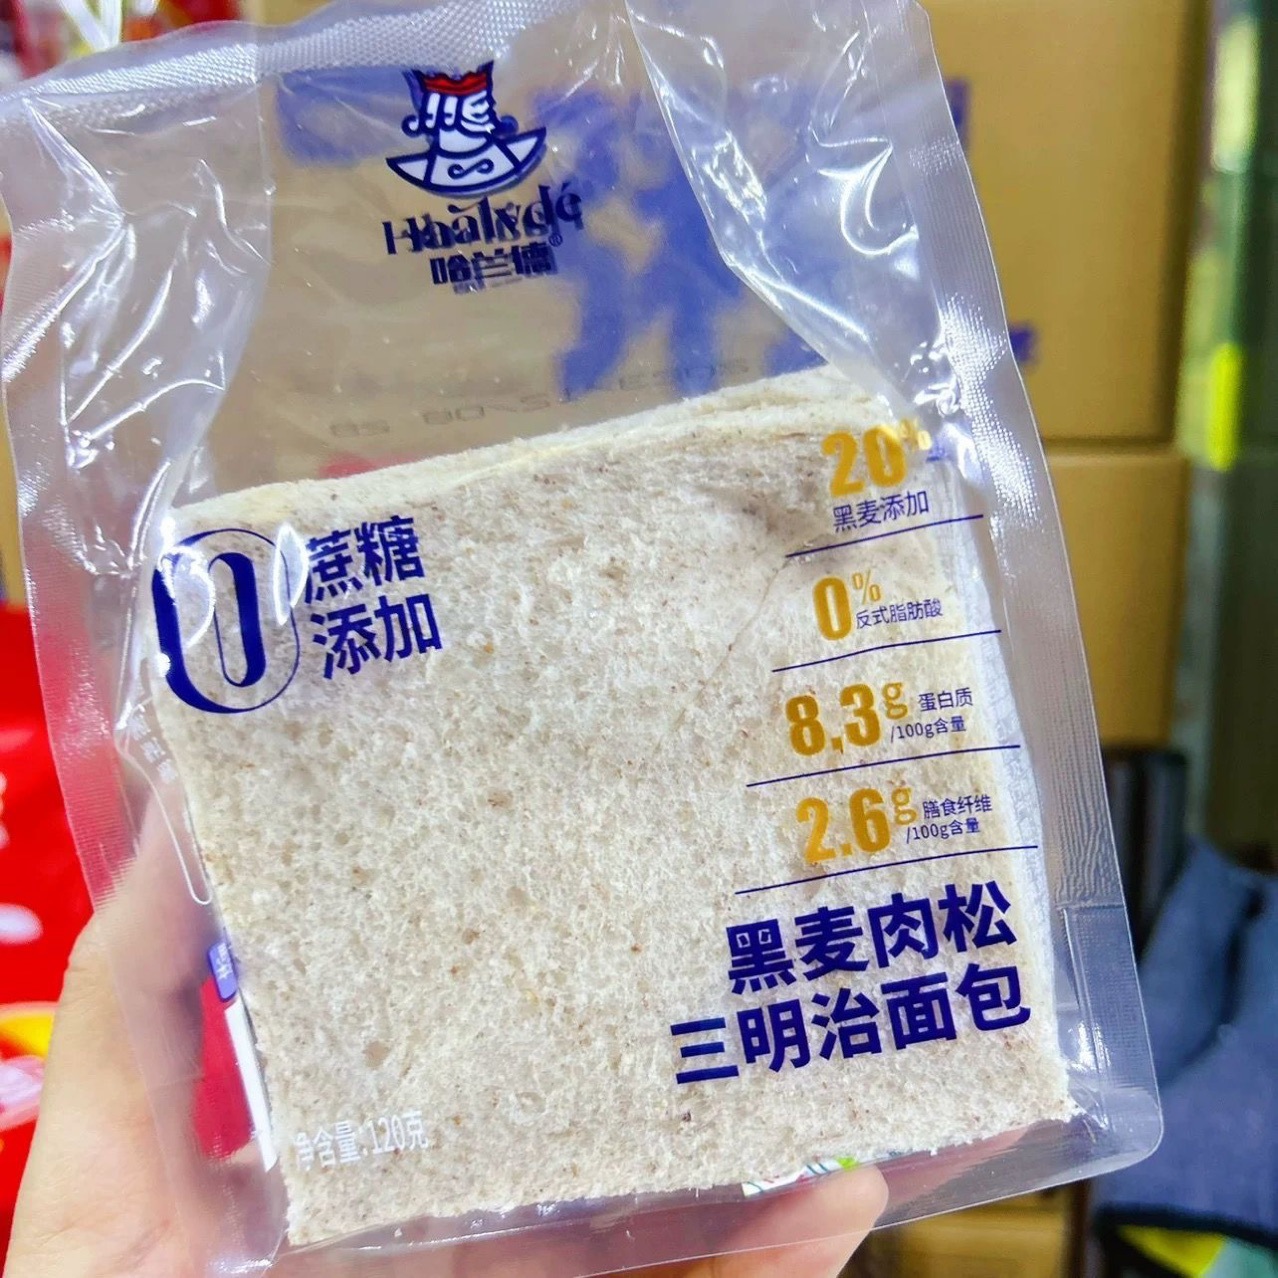 哈兰德®
0
蔗糖
添加
20%
黑麦添加
0%
反式脂肪酸
8.3g 蛋白质
/100g含量
2.6g 膳食纤维
/100g含量
黑麦肉松
三明治面包
含量:120克